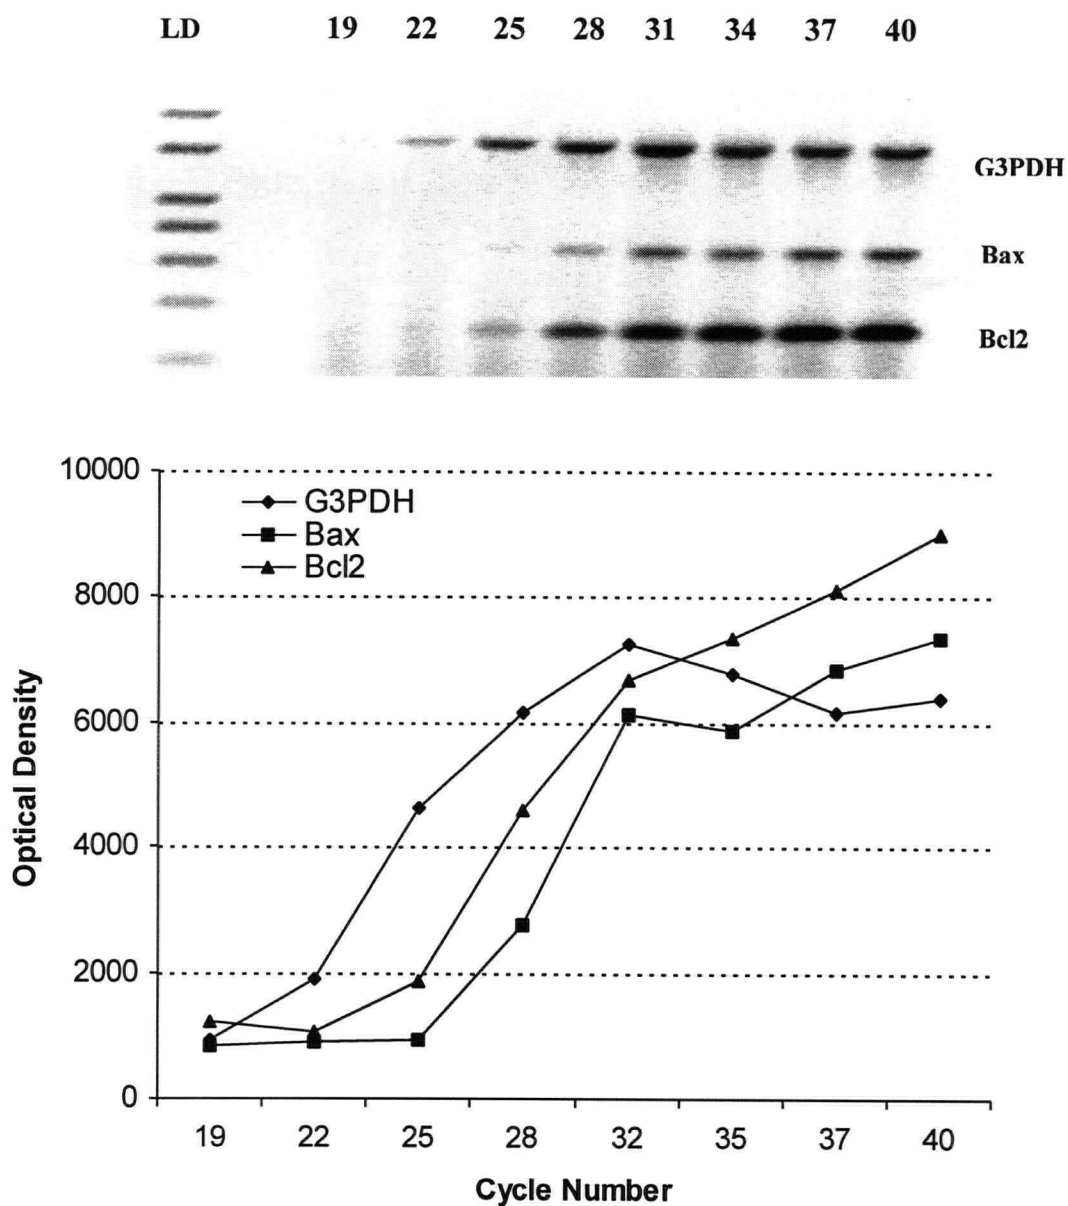 LD 19 22 25 28 31 34 37 40
G3PDH
Bax
Bcl2
10000
G3PDH
Bax
Bcl2
8000
6000
4000
2000
0
Optical Density
19 22 25 28 32 35 37 40
Cycle Number